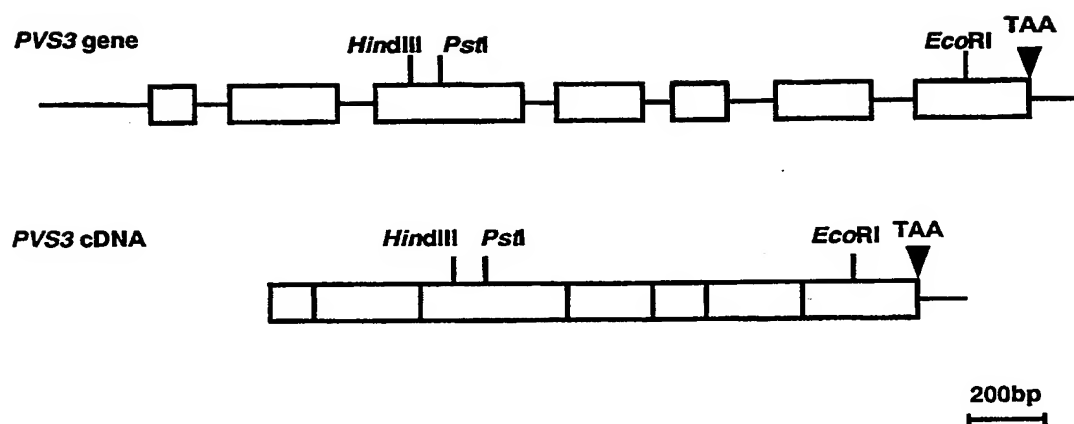 PVS3 gene
HindIII PstI
EcoRI
TAA
PVS3 cDNA
HindIII PstI
EcoRI
TAA
200bp